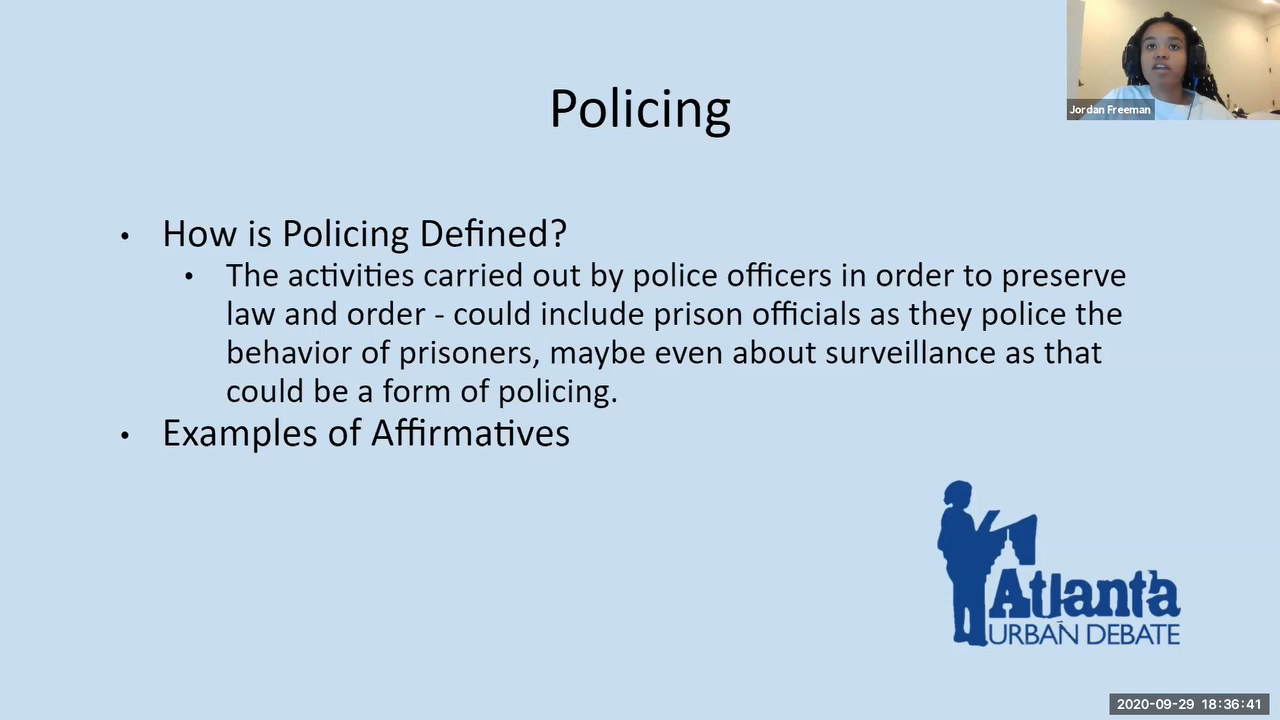 Jordan Freeman
Policing
• How is Policing Defined?
• The activities carried out by police officers in order to preserve
law and order - could include prison officials as they police the
behavior of prisoners, maybe even about surveillance as that
could be a form of policing.
• Examples of Affirmatives
Atlanta
URBAN DEBATE
2020-09-29 18:36:41